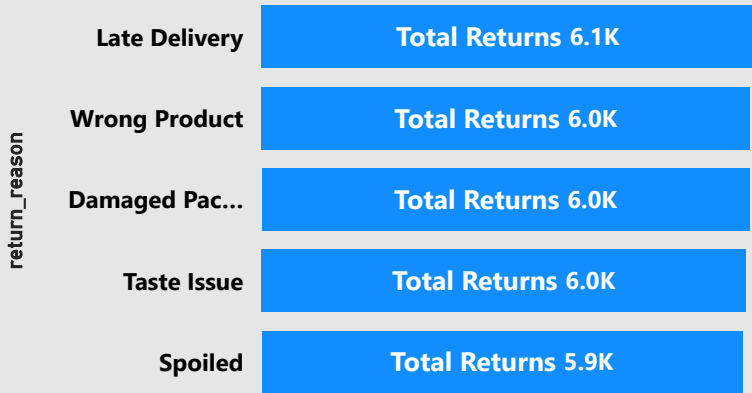 return_reason
Late Delivery Total Returns 6.1K
Wrong Product Total Returns 6.0K
Damaged Pac... Total Returns 6.0K
Taste Issue Total Returns 6.0K
Spoiled Total Returns 5.9K